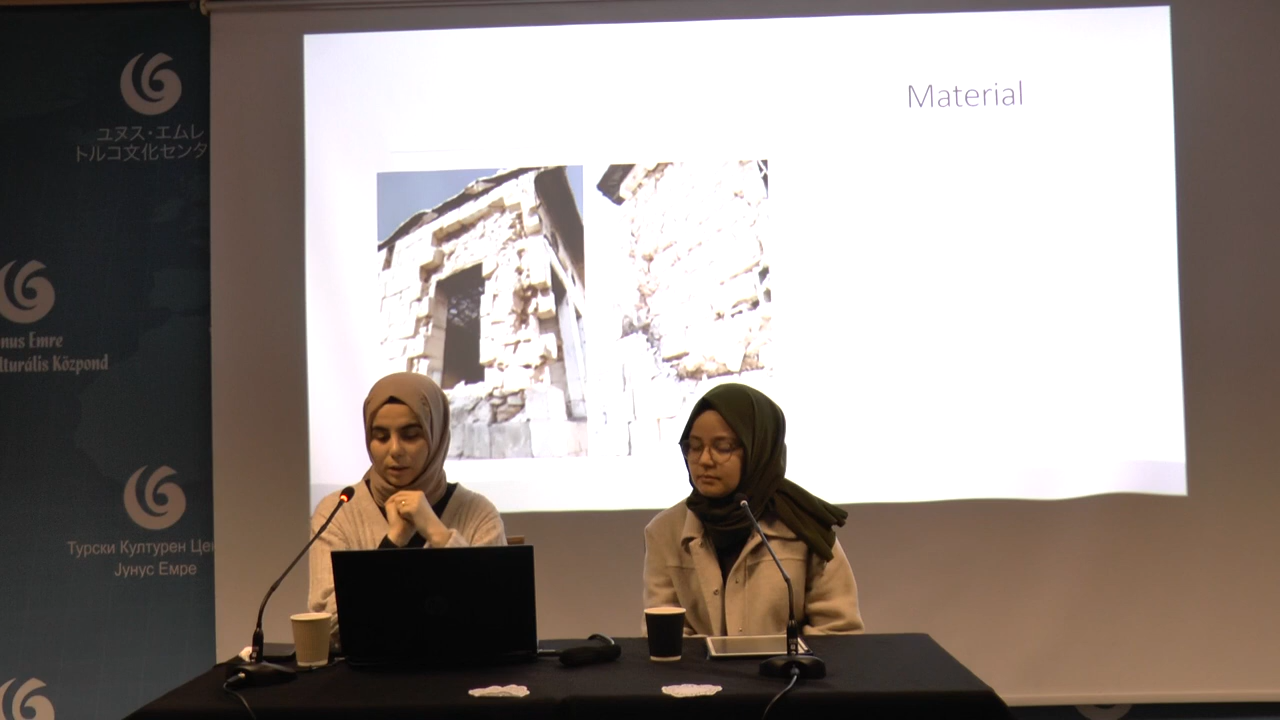 Material
ユヌス・エムレ
トルコ文化センタ
nus Emre
lturális Központ
Турски Културен Це
Јунус Емре